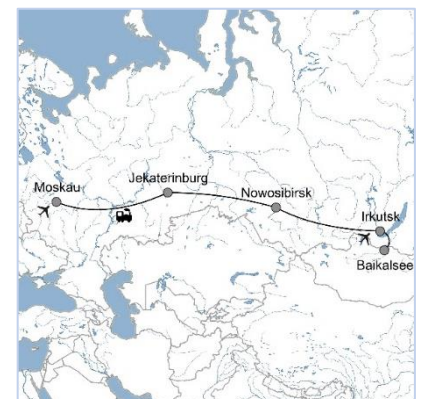 Moskau
Jekaterinburg
Nowosibirsk
Irkutsk
Baikalsee